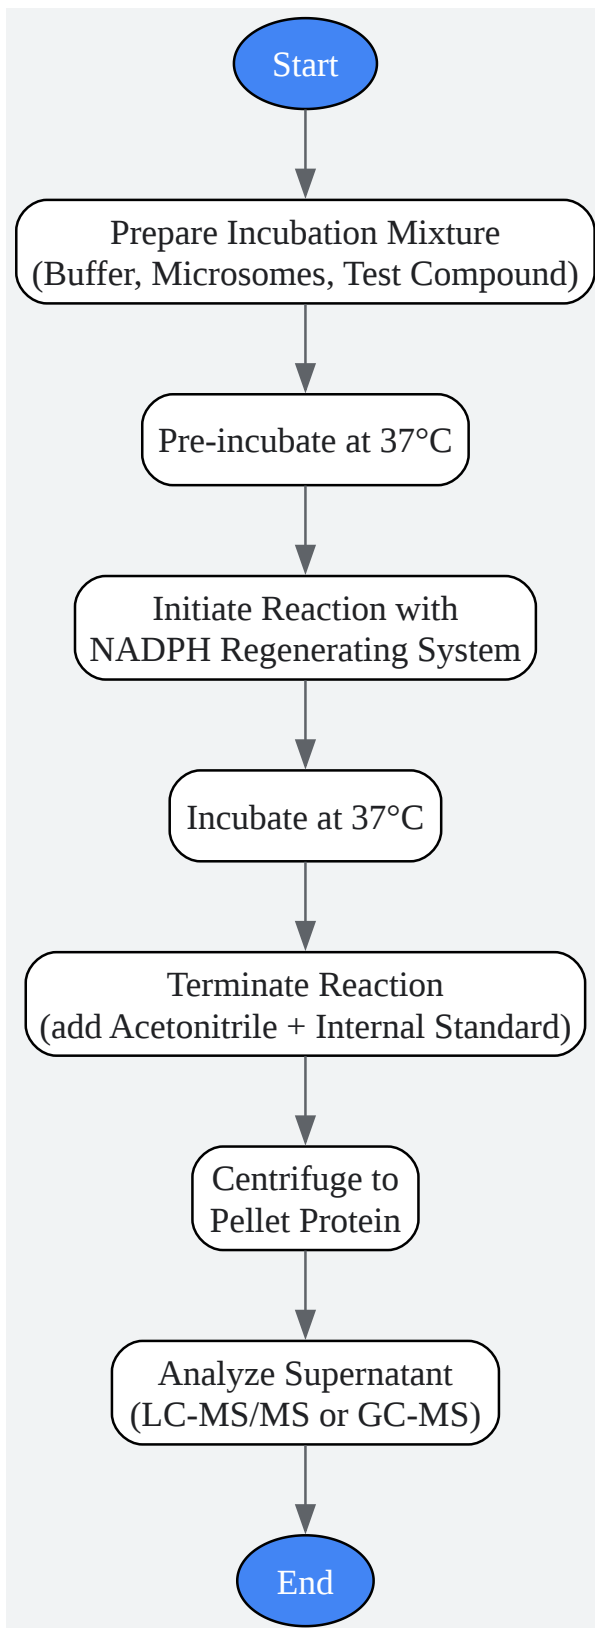 Start
Prepare Incubation Mixture
(Buffer, Microsomes, Test Compound)
Pre-incubate at 37°C
Initiate Reaction with
NADPH Regenerating System
Incubate at 37°C
Terminate Reaction
(add Acetonitrile + Internal Standard)
Centrifuge to
Pellet Protein
Analyze Supernatant
(LC-MS/MS or GC-MS)
End